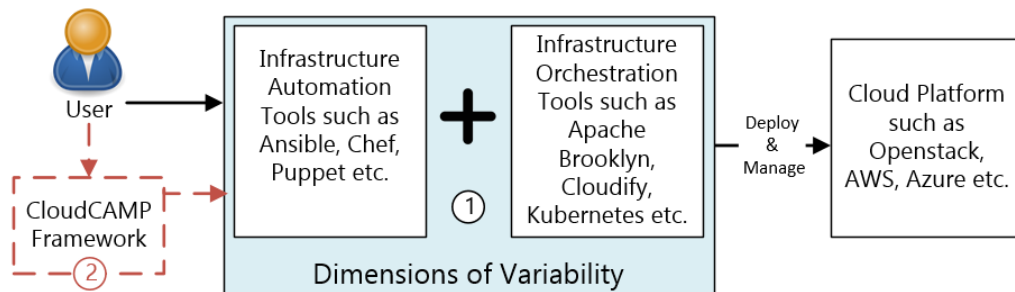 User
CloudCAMP
Framework
2
Infrastructure
Automation
Tools such as
Ansible, Chef,
Puppet etc.
+
1
Infrastructure
Orchestration
Tools such as
Apache
Brooklyn,
Cloudify,
Kubernetes etc.
Dimensions of Variability
Deploy
&
Manage
Cloud Platform
such as
Openstack,
AWS, Azure etc.